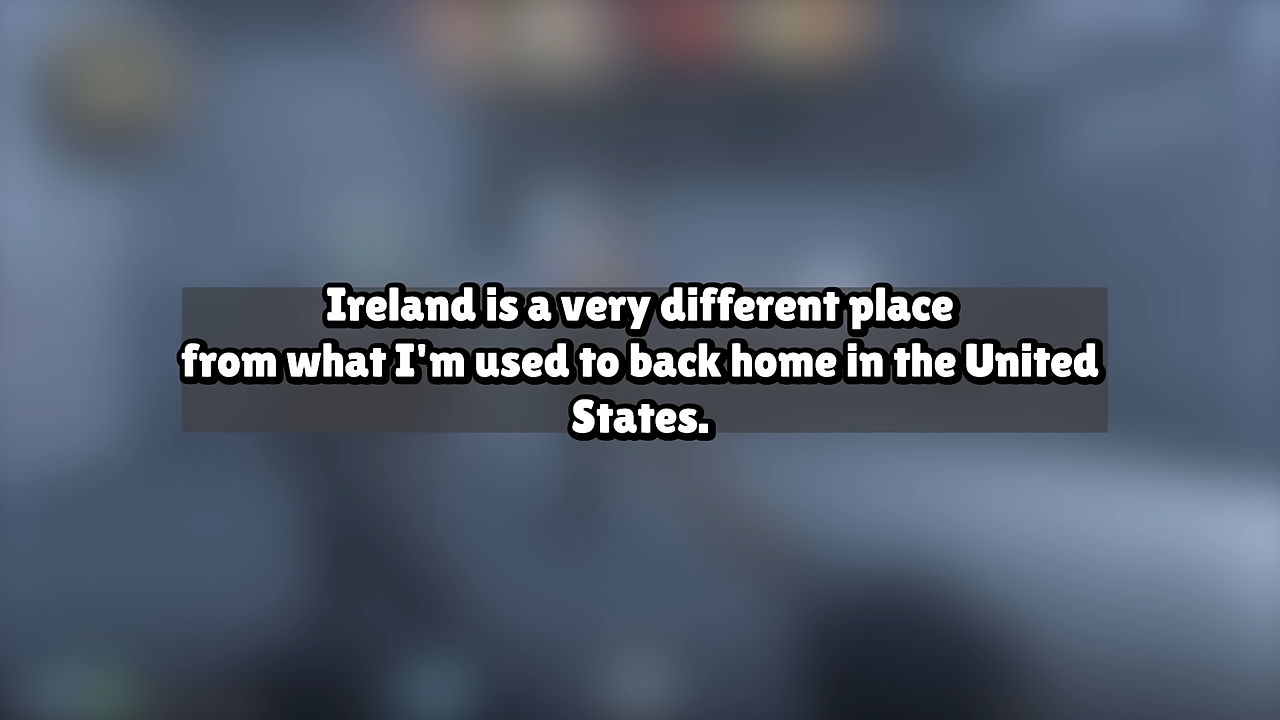 Ireland is a very different place
from what I'm used to back home in the United
States.